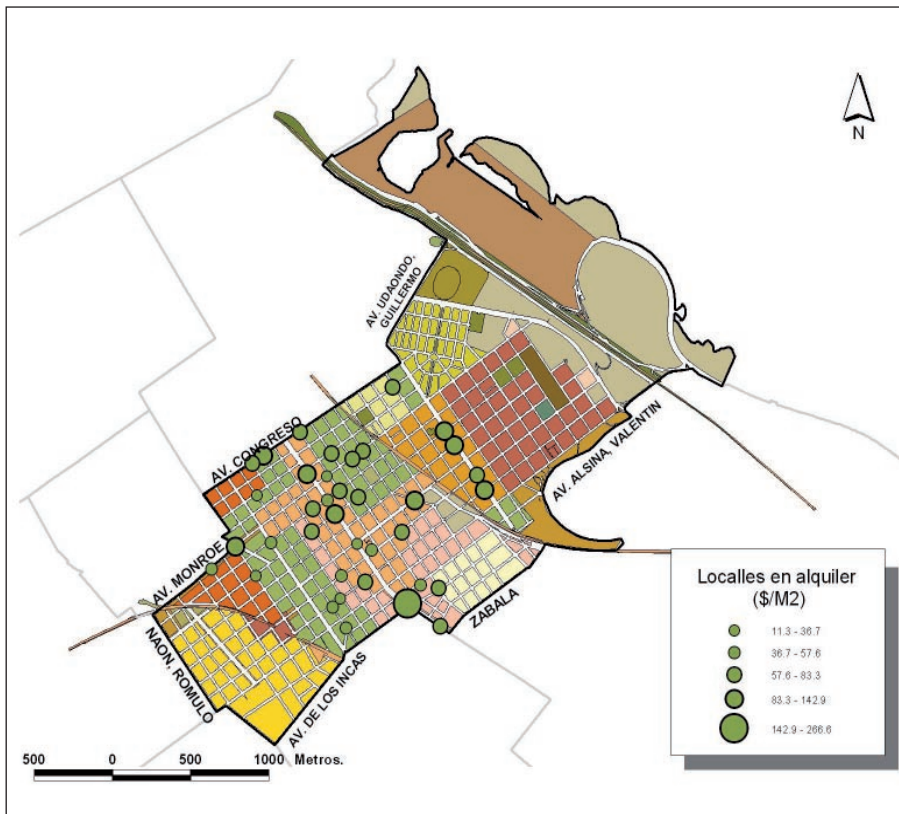 N
AV. UDAONDO,
GUILLERMO
AV. CONGRESO
AV. ALSINA, VALENTIN
AV. MONROE
NAON, ROMULO
AV. DE LOS INCAS
ZABALA
500 0 500 1000 Metros.
Localles en alquiler
($/M2)
11.3 - 36.7
36.7 - 57.6
57.6 - 83.3
83.3 - 142.9
142.9 - 266.6